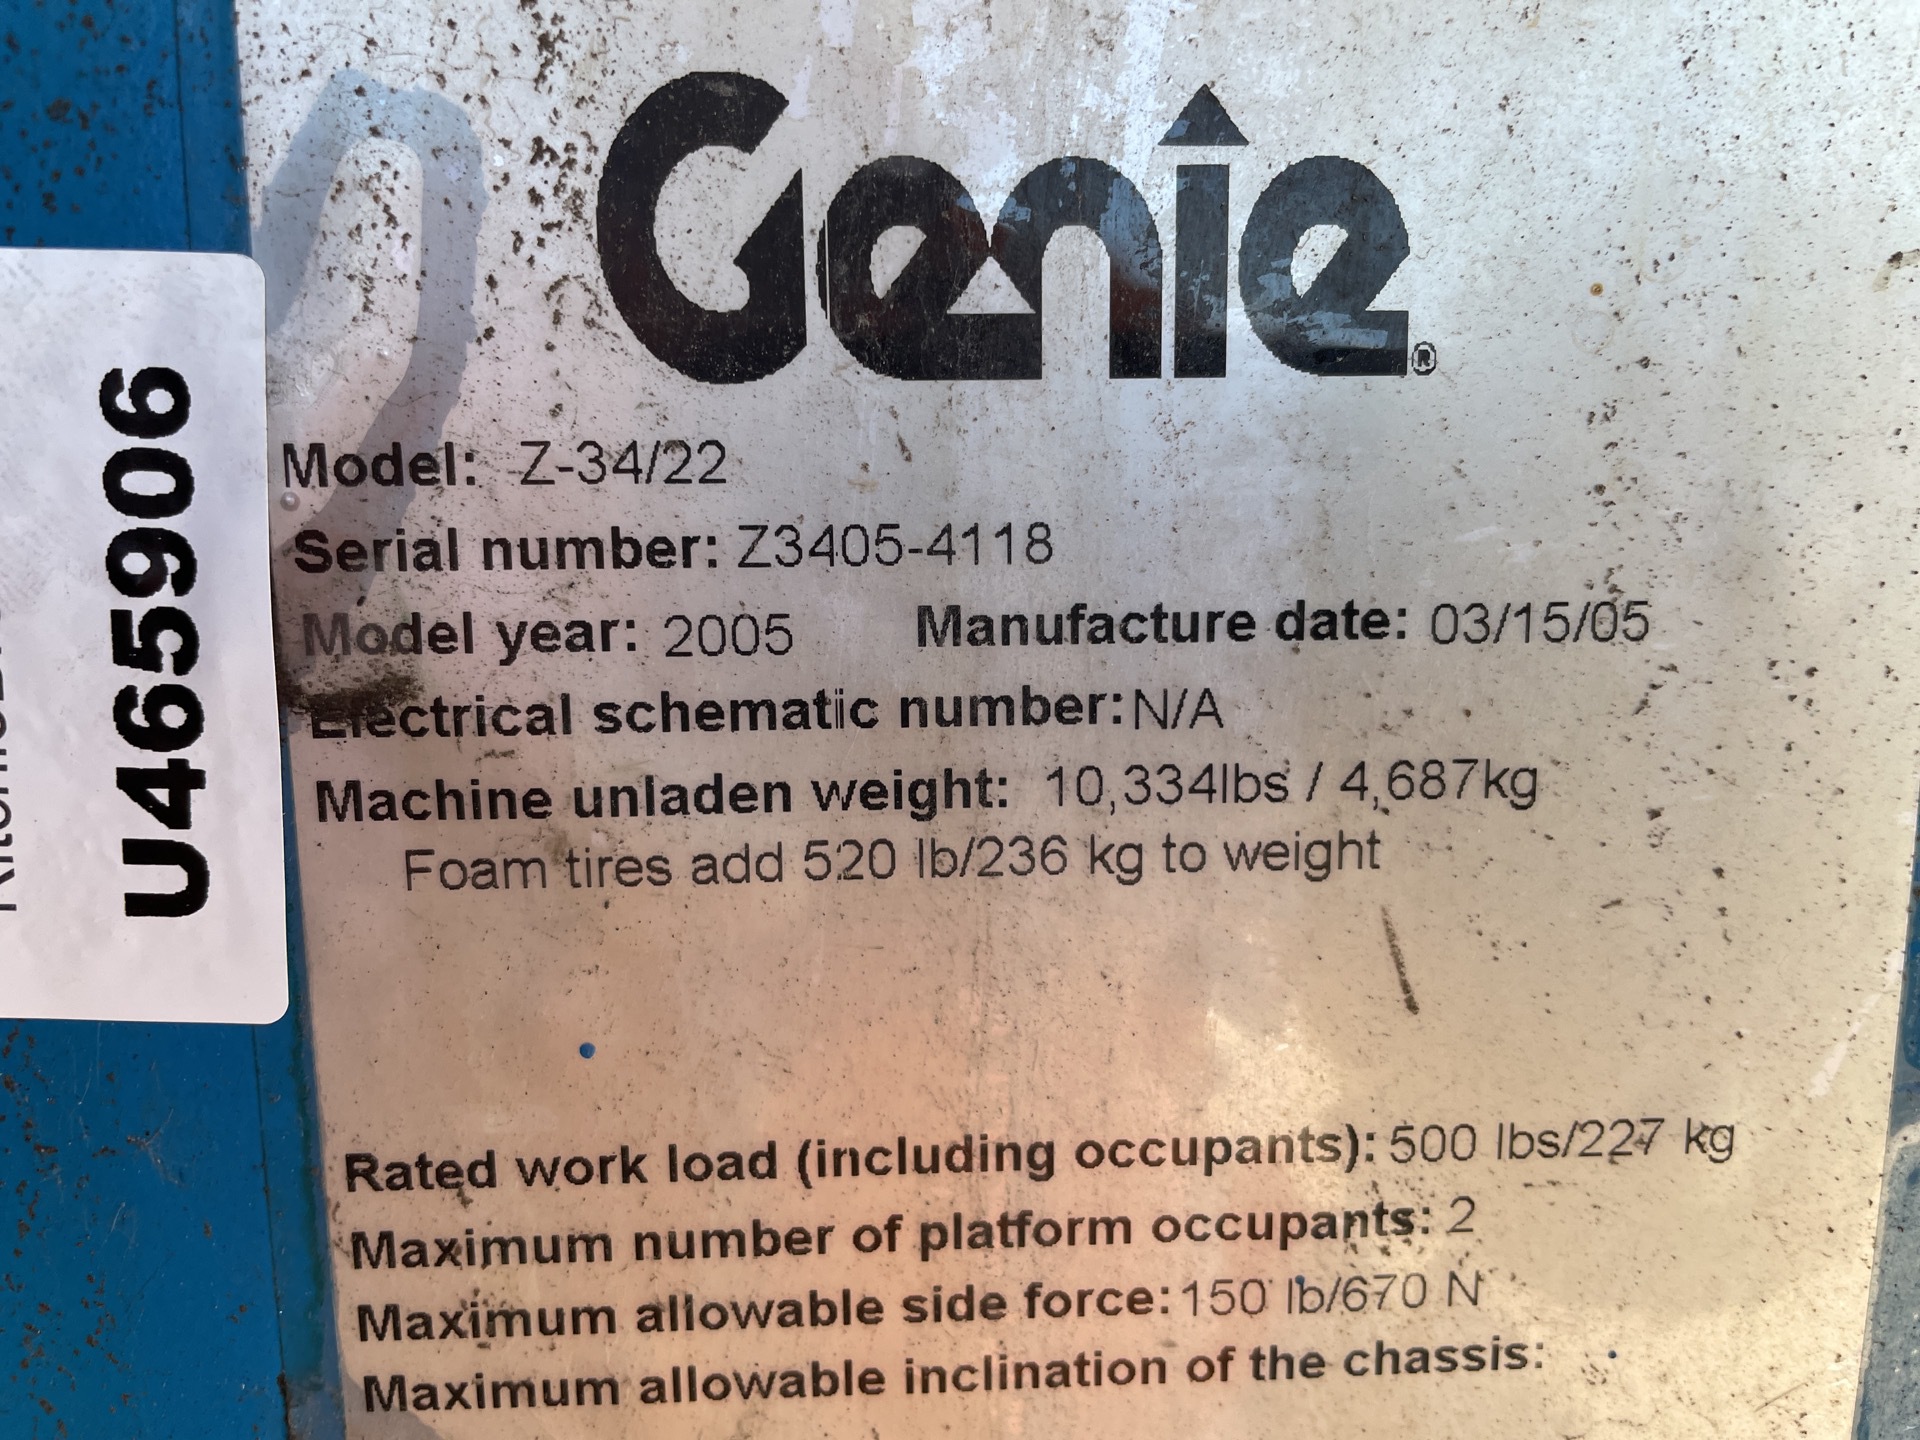 Genie®
Model: Z-34/22
Serial number: Z3405-4118
Model year: 2005 Manufacture date: 03/15/05
Electrical schematic number: N/A
Machine unladen weight: 10,334lbs / 4,687kg
Foam tires add 520 lb/236 kg to weight
Rated work load (including occupants): 500 lbs/227 kg
Maximum number of platform occupants: 2
Maximum allowable side force: 150 lb/670 N
Maximum allowable inclination of the chassis:
U465906